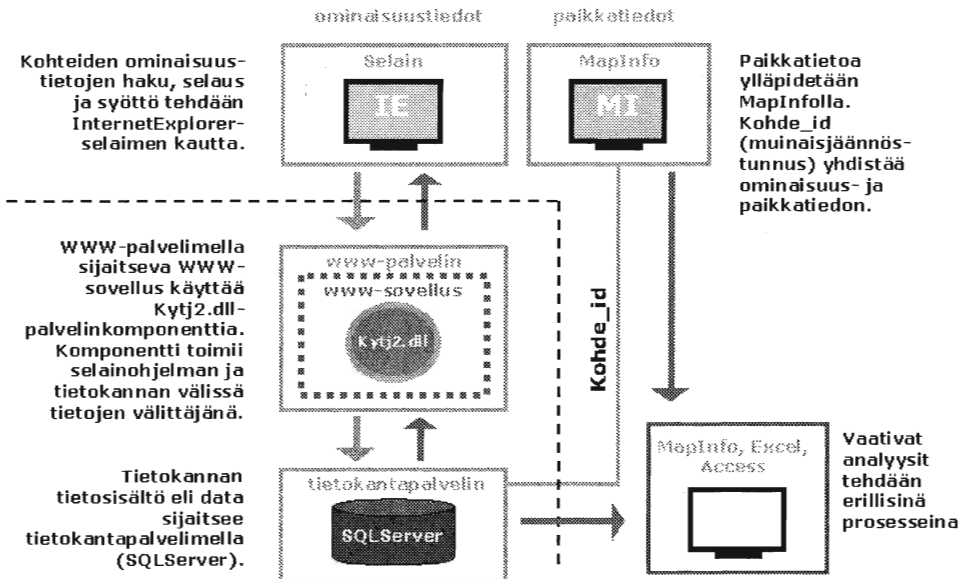 ominaisuustiedot
paikkatiedot
Kohteiden ominaisuus-
tietojen haku, selaus
ja syöttö tehdään
InternetExplorer-
selaimen kautta.
Selain
IE
MapInfo
MI
Paikkatietoa
ylläpidetään
MapInfolla.
Kohde_id
(muinaisjäännös-
tunnus) yhdistää
ominaisuus- ja
paikkatiedon.
WWW-palvelimella
sijaitseva WWW-
sovellus käyttää
Kytj2.dll-
palvelinkomponenttia.
Komponentti toimii
selainohjelman ja
tietokannan välissä
tietojen välittäjänä.
www-palvelin
www-sovellus
Kytj2.dll
Kohde_id
Tietokannan
tietosisältö eli data
sijaitsee
tietokantapalvelimella
(SQLServer).
tietokantapalvelin
SQLServer
MapInfo, Excel,
Access
Vaativat
analyysit
tehdään
erillisinä
prosesseina